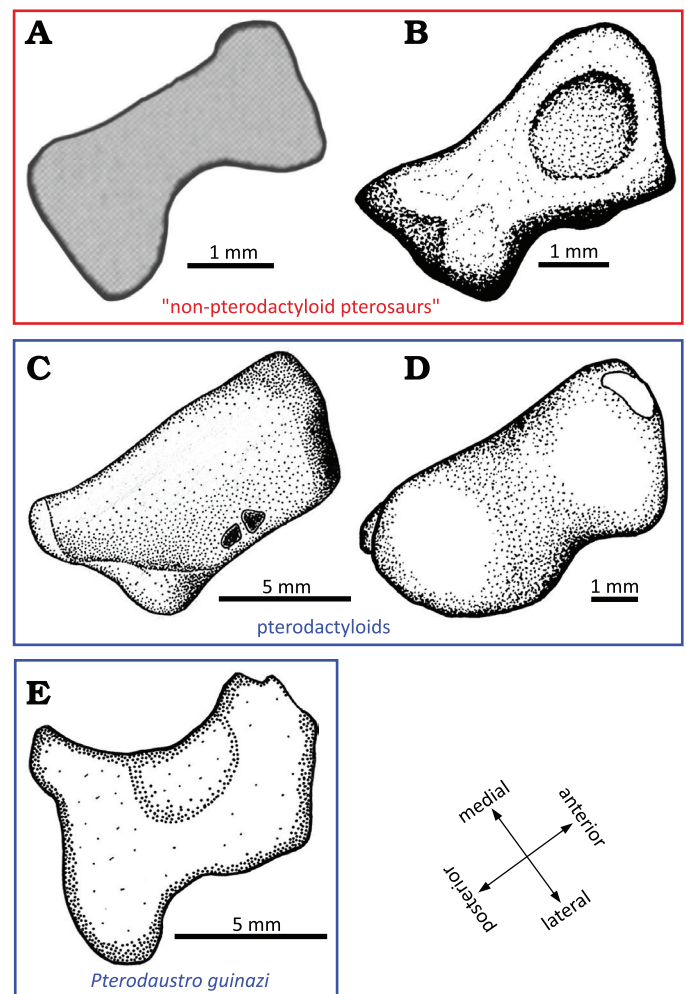 A
B
1 mm
1 mm
"non-pterodactyloid pterosaurs"
C
D
5 mm
1 mm
pterodactyloids
E
5 mm
Pterodaustro guinazi
medial
anterior
posterior
lateral